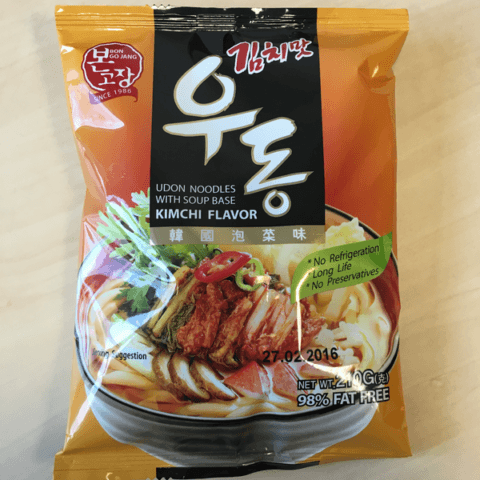 본고장
BON
GO JANG
SINCE 1988
김치맛
우동
UDON NOODLES
WITH SOUP BASE
KIMCHI FLAVOR
韓國泡菜味
* No Refrigeration
* Long Life
* No Preservatives
Suggestion
27.02 2016
NET WT.210G(克)
98% FAT FREE